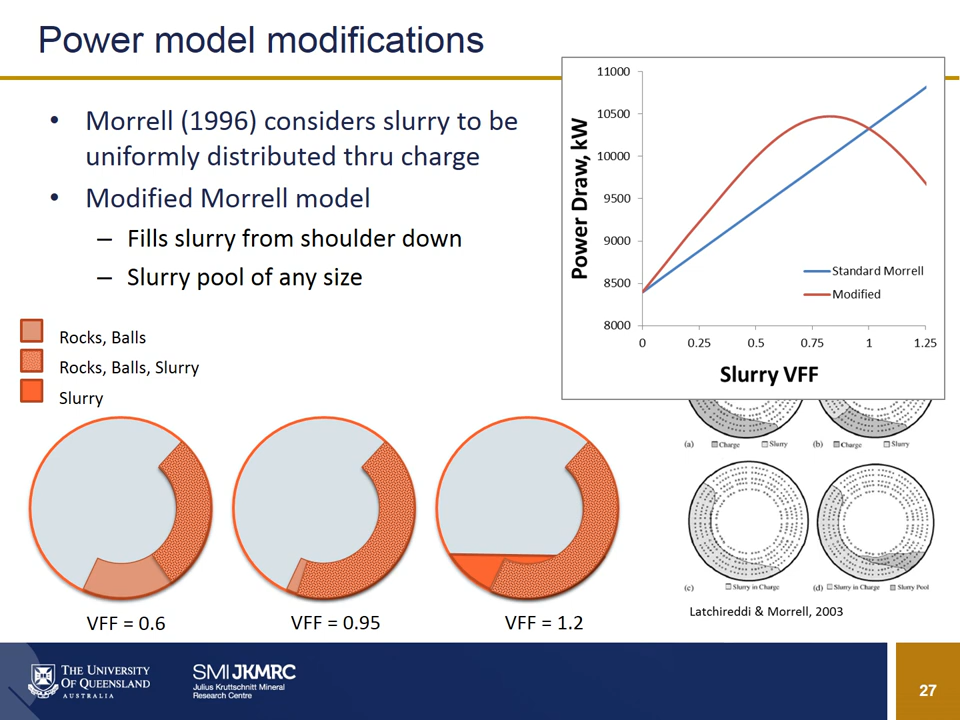 Power model modifications
• Morrell (1996) considers slurry to be
uniformly distributed thru charge
• Modified Morrell model
– Fills slurry from shoulder down
– Slurry pool of any size
11000
10500
10000
9500
9000
8500
8000
Power Draw, kW
Standard Morrell
Modified
0 0.25 0.5 0.75 1 1.25
Slurry VFF
Rocks, Balls
Rocks, Balls, Slurry
Slurry
VFF = 0.6
VFF = 0.95
VFF = 1.2
(a) Charge Slurry
(b) Charge Slurry
(c) Slurry in Charge
(d) Slurry in Charge Slurry Pool
Latchireddi & Morrell, 2003
THE UNIVERSITY
OF QUEENSLAND
AUSTRALIA
SMI JKMRC
Julius Kruttschnitt Mineral
Research Centre
27